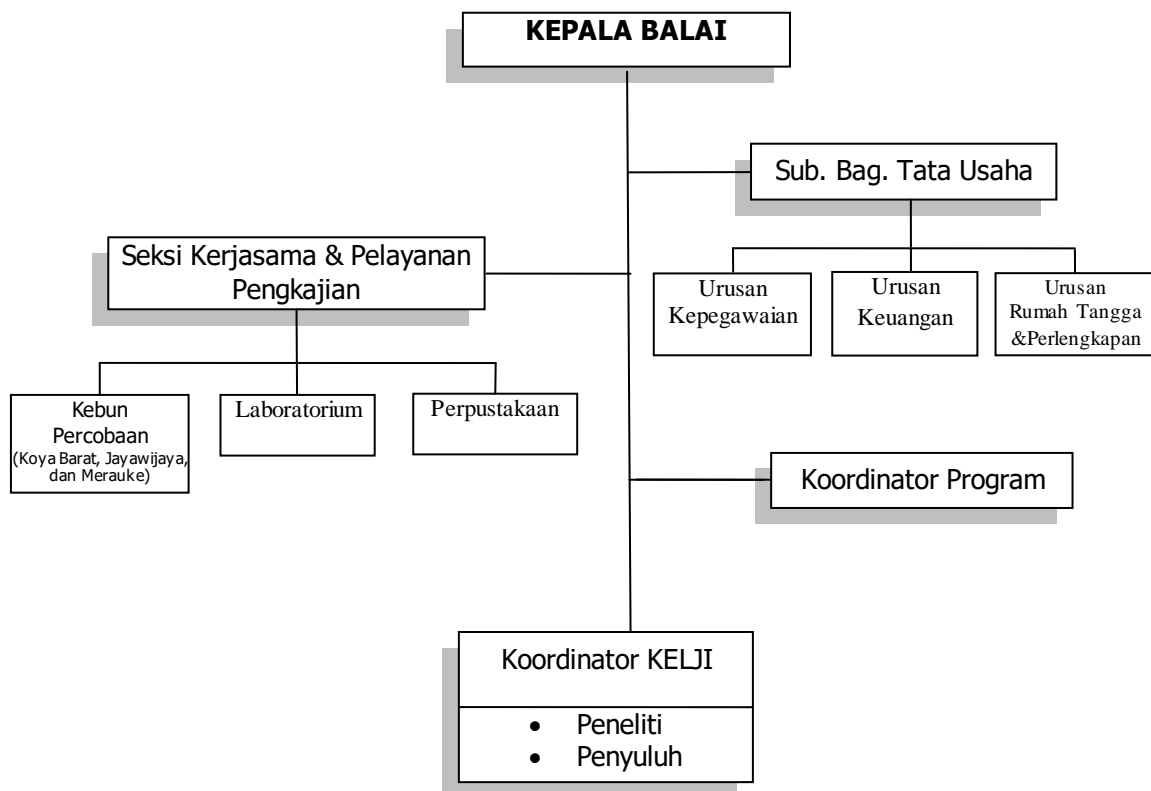 KEPALA BALAI
Sub. Bag. Tata Usaha
Seksi Kerjasama & Pelayanan
Pengkajian
Urusan
Kepegawaian
Urusan
Keuangan
Urusan
Rumah Tangga
&Perlengkapan
Kebun
Percobaan
(Koya Barat, Jayawijaya,
dan Merauke)
Laboratorium
Perpustakaan
Koordinator Program
Koordinator KELJI
• Peneliti
• Penyuluh